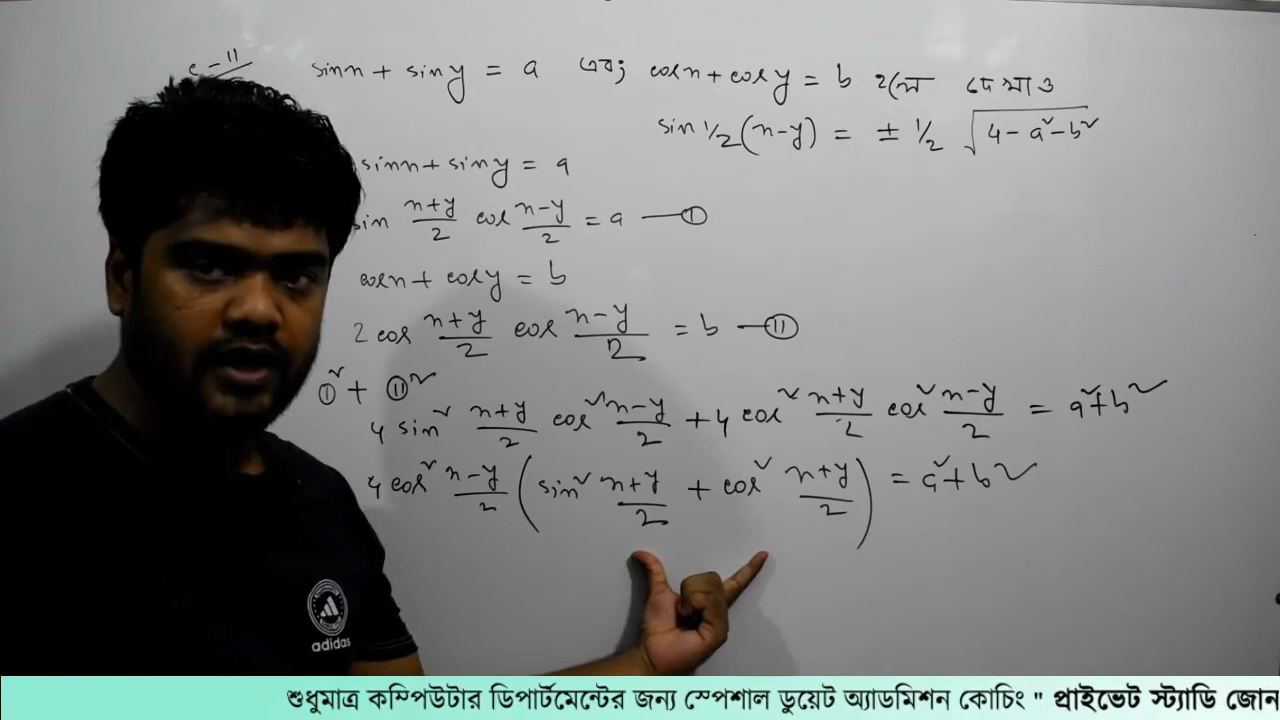 e-11 sinx + siny = a এবং cosx + cosy = b হলে দেখাও
sin 1/2 (x-y) = ± 1/2 √(4 - a² - b²)
sinx + siny = a
sin (x+y)/2 cos (x-y)/2 = a —— (I)
cosx + cosy = b
2 cos (x+y)/2 cos (x-y)/2 = b —— (II)
(I)² + (II)²
4 sin² (x+y)/2 cos² (x-y)/2 + 4 cos² (x+y)/2 cos² (x-y)/2 = a² + b²
4 cos² (x-y)/2 (sin² (x+y)/2 + cos² (x+y)/2) = a² + b²
adidas
শুধুমাত্র কম্পিউটার ডিপার্টমেন্টের জন্য স্পেশাল ডুয়েট অ্যাডমিশন কোচিং " প্রাইভেট স্ট্যাডি জোন